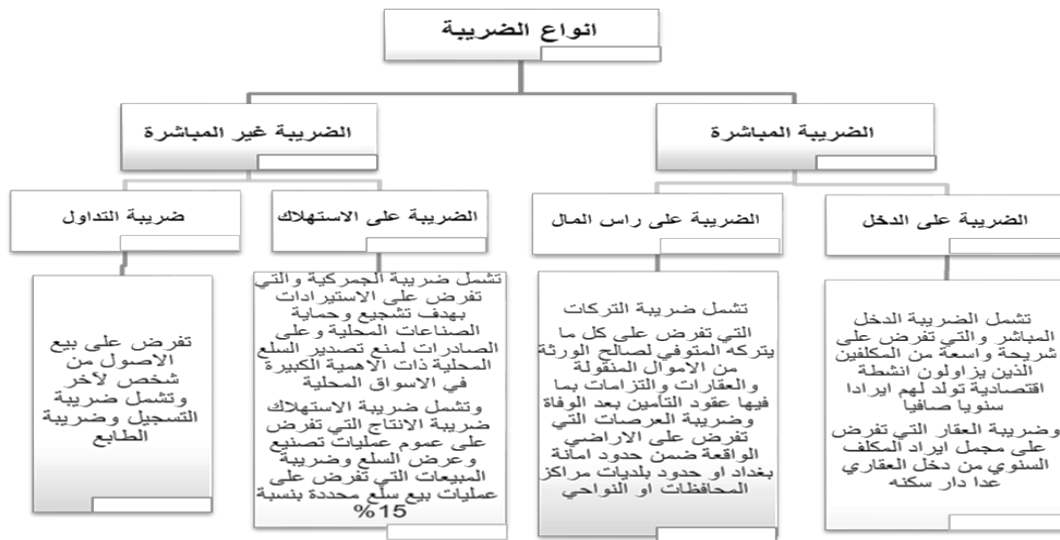 انواع الضريبة
الضريبة المباشرة
الضريبة غير المباشرة
الضريبة على الدخل
الضريبة على راس المال
الضريبة على الاستهلاك
ضريبة التداول
تشمل الضريبة الدخل
المباشر والتي تفرض على
شريحة واسعة من المكلفين
الذين يزاولون انشطة
اقتصادية تولد لهم ايرادا
سنويا صافيا
وضريبة العقار التي تفرض
على مجمل ايراد المكلف
السنوي من دخل العقاري
عدا دار سكنه
تشمل ضريبة التركات
التي تفرض على كل ما
يتركه المتوفي لصالح الورثة
من الاموال المنقولة
والعقارات والتزامات بما
فيها عقود التأمين بعد الوفاة
وضريبة العرصات التي
تفرض على الاراضي
الواقعة ضمن حدود امانة
بغداد او حدود بلديات مراكز
المحافظات او النواحي
تشمل ضريبة الجمركية والتي
تفرض على الاستيرادات
بهدف تشجيع وحماية
الصناعات المحلية وعلى
الصادرات لمنع تصدير السلع
المحلية ذات الاهمية الكبيرة
في الاسواق المحلية
وتشمل ضريبة الاستهلاك
ضريبة الانتاج التي تفرض
على عموم عمليات تصنيع
وعرض السلع وضريبة
المبيعات التي تفرض على
عمليات بيع سلع محددة بنسبة
15%
تفرض على بيع
الاصول من
شخص لآخر
وتشمل ضريبة
التسجيل وضريبة
الطابع